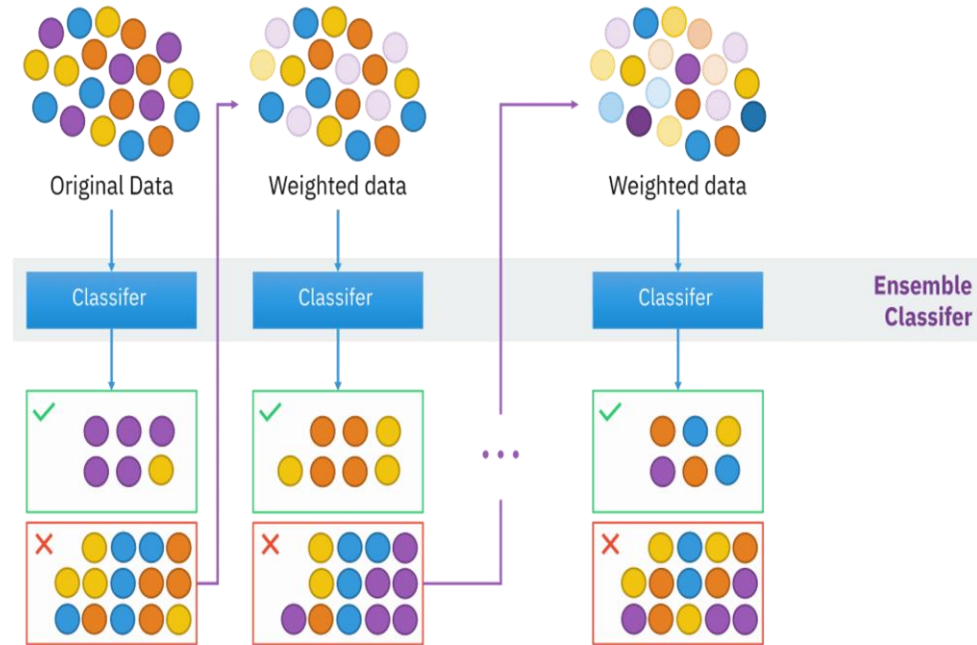 Original Data
Weighted data
Weighted data
Classifer
Classifer
Classifer
Ensemble
Classifer